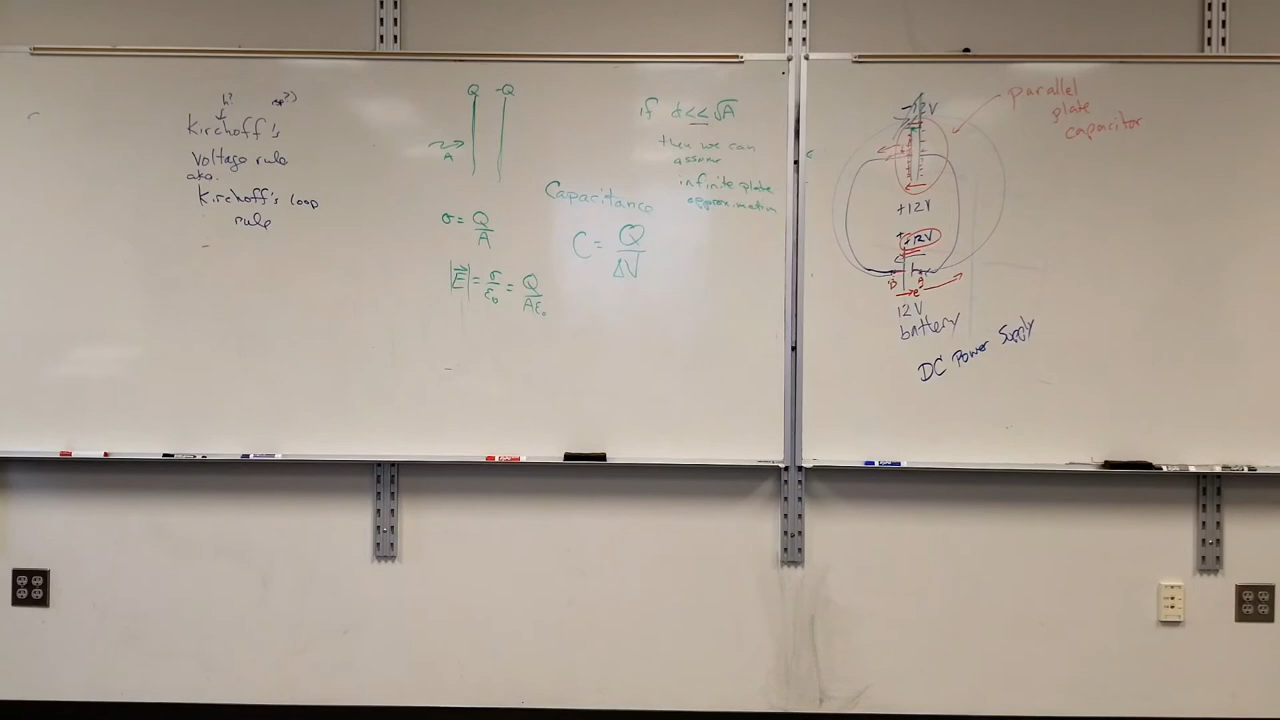 h?
sp?)
Kirchoff's
Voltage rule
aka.
Kirchoff's loop
rule
Q -Q
A
σ = Q/A
|E⃗| = σ/ε₀ = Q/Aε₀
Capacitance
C = Q/ΔV
if d << √A
then we can
assume
infinite plate
approximation
12V
parallel
plate
capacitor
+12V
+12V
B A
e⁻
12V
battery
DC Power Supply